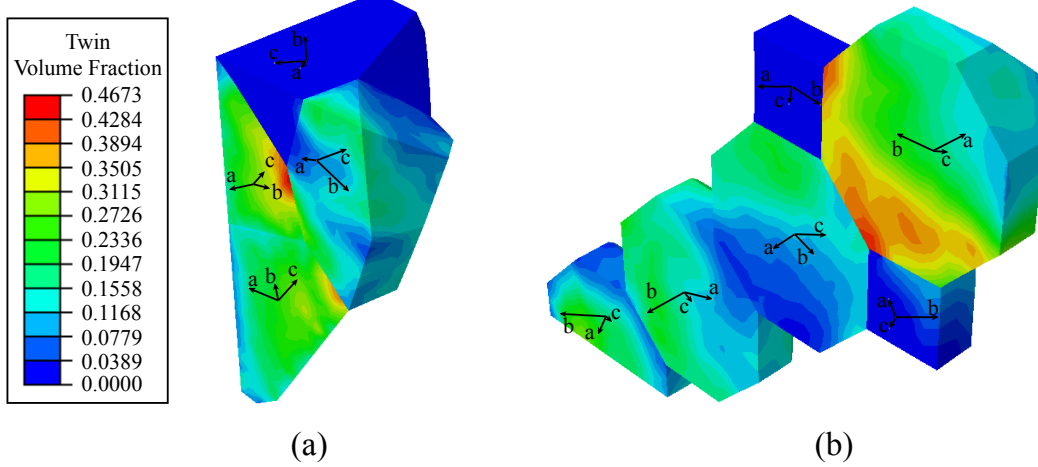 Twin
Volume Fraction
0.4673
0.4284
0.3894
0.3505
0.3115
0.2726
0.2336
0.1947
0.1558
0.1168
0.0779
0.0389
0.0000
b
c
a
a
c
b
a
c
b
a
b
c
(a)
a
c
b
b
c
a
a
c
b
b
c
a
b
a
c
a
b
c
(b)